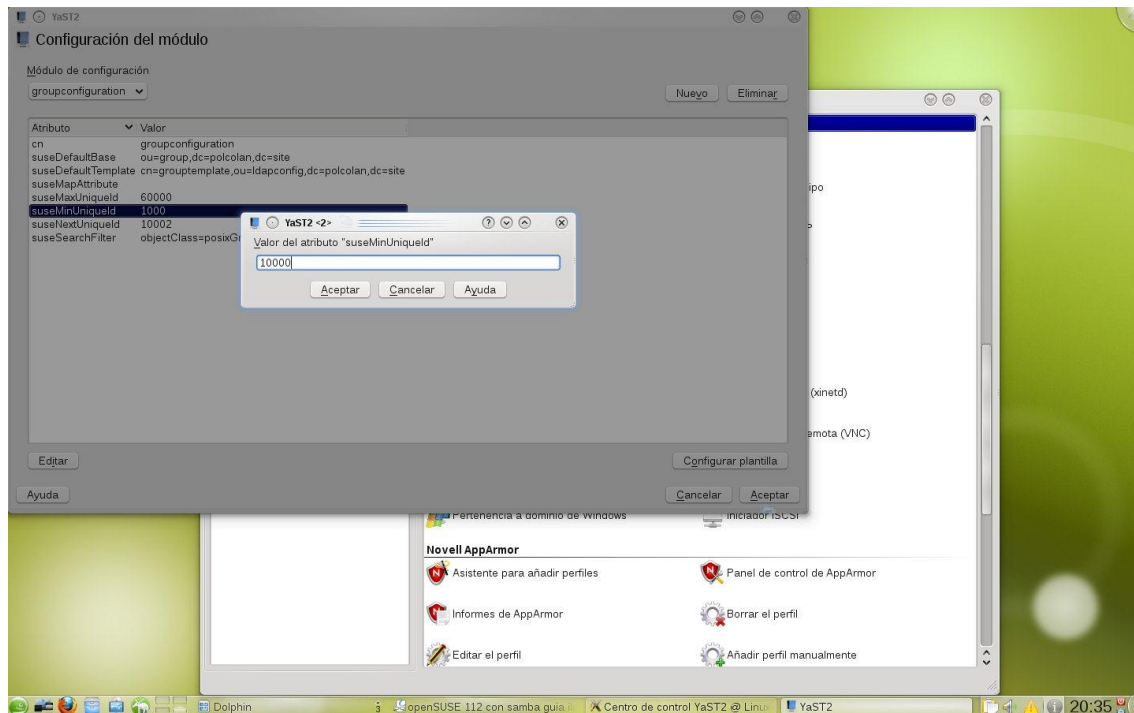 YaST2
Configuración del módulo
Módulo de configuración
groupconfiguration
Nuevo
Eliminar
Atributo
Valor
cn groupconfiguration
suseDefaultBase ou=group,dc=polcolan,dc=site
suseDefaultTemplate cn=grouptemplate,ou=ldapconfig,dc=polcolan,dc=site
suseMapAttribute
suseMaxUniqueId 60000
suseMinUniqueId 1000
suseNextUniqueId 10002
suseSearchFilter objectClass=posixG
YaST2 <2>
Valor del atributo "suseMinUniqueId"
10000
Aceptar
Cancelar
Ayuda
ipo
(xinetd)
emota (VNC)
Editar
Configurar plantilla
Ayuda
Cancelar
Aceptar
Pertenencia a dominio de Windows
Iniciador iSCSI
Novell AppArmor
Asistente para añadir perfiles
Panel de control de AppArmor
Informes de AppArmor
Borrar el perfil
Editar el perfil
Añadir perfil manualmente
Dolphin
openSUSE 112 con samba guia
Centro de control YaST2 @ Linu
YaST2
20:35